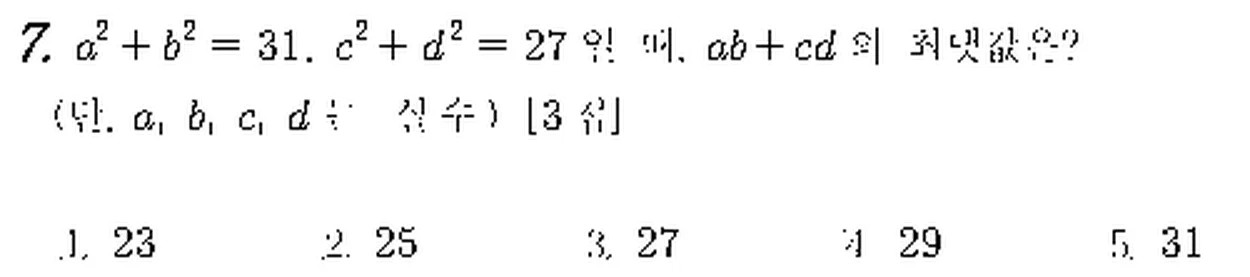 7. a² + b² = 31, c² + d² = 27 일 때, ab + cd 의 최댓값은?
(단, a, b, c, d 는 실수) [3점]
1. 23 2. 25 3. 27 4. 29 5. 31